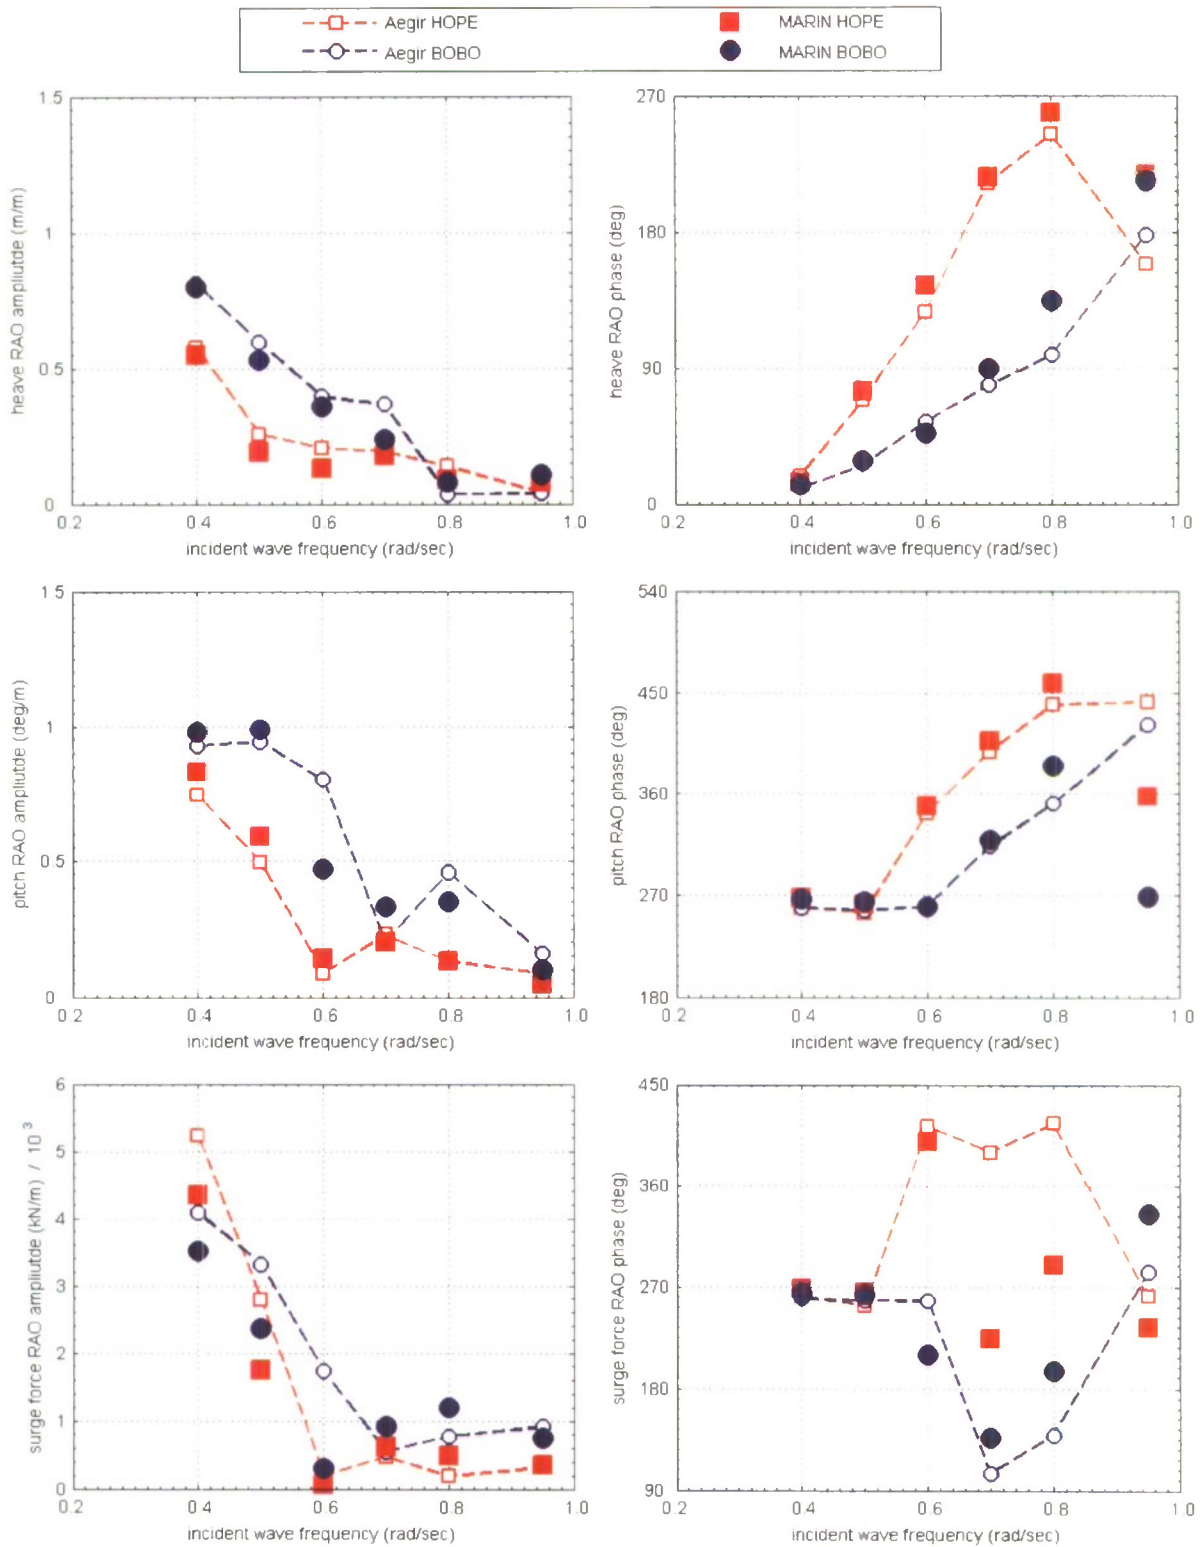 Aegir HOPE MARIN HOPE
Aegir BOBO MARIN BOBO
1.5
1
0.5
0
heave RAO ampliutde (m/m)
0.2 0.4 0.6 0.8 1.0
incident wave frequency (rad/sec)
270
180
90
0
heave RAO phase (deg)
0.2 0.4 0.6 0.8 1.0
incident wave frequency (rad/sec)
1.5
1
0.5
0
pitch RAO ampliutde (deg/m)
0.2 0.4 0.6 0.8 1.0
incident wave frequency (rad/sec)
540
450
360
270
180
pitch RAO phase (deg)
0.2 0.4 0.6 0.8 1.0
incident wave frequency (rad/sec)
6
5
4
3
2
1
0
surge force RAO ampliutde (kN/m) / 10³
0.2 0.4 0.6 0.8 1.0
incident wave frequency (rad/sec)
450
360
270
180
90
surge force RAO phase (deg)
0.2 0.4 0.6 0.8 1.0
incident wave frequency (rad/sec)